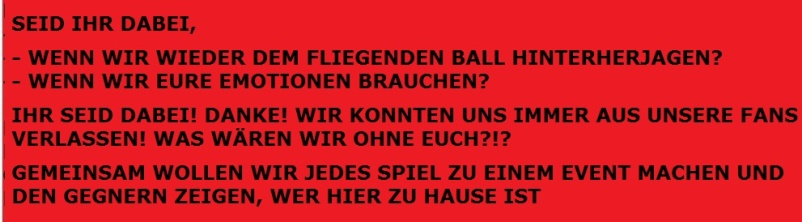 SEID IHR DABEI,
- WENN WIR WIEDER DEM FLIEGENDEN BALL HINTERHERJAGEN?
- WENN WIR EURE EMOTIONEN BRAUCHEN?
IHR SEID DABEI! DANKE! WIR KONNTEN UNS IMMER AUS UNSERE FANS
VERLASSEN! WAS WÄREN WIR OHNE EUCH?!?
GEMEINSAM WOLLEN WIR JEDES SPIEL ZU EINEM EVENT MACHEN UND
DEN GEGNERN ZEIGEN, WER HIER ZU HAUSE IST